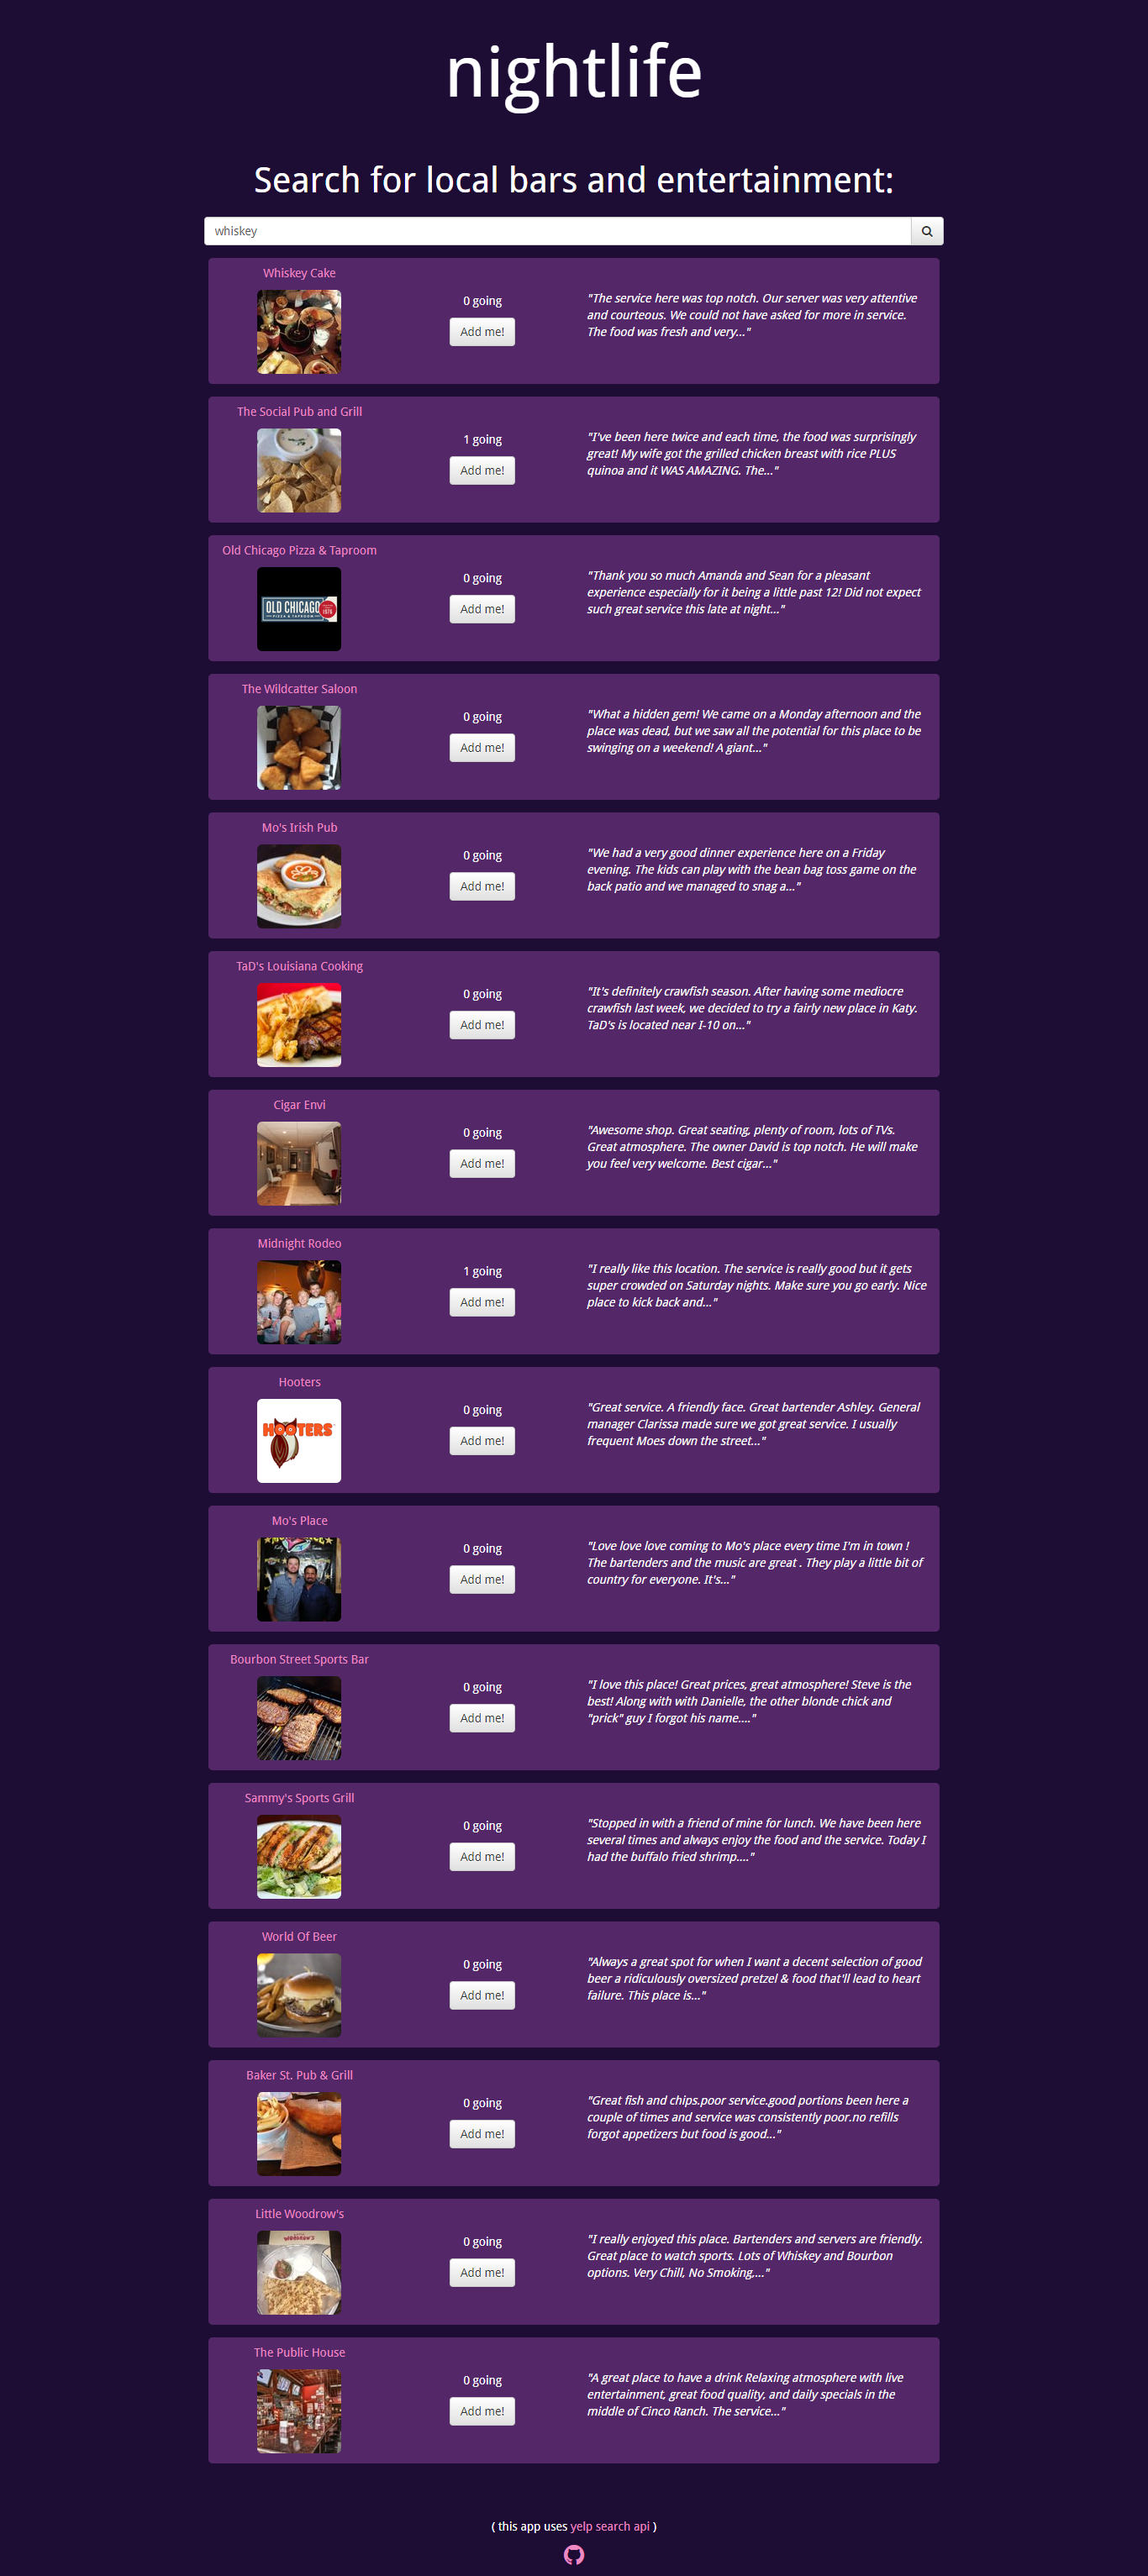 nightlife
Search for local bars and entertainment:
whiskey
Whiskey Cake
0 going
Add me!
"The service here was top notch. Our server was very attentive
and courteous. We could not have asked for more in service.
The food was fresh and very..."
The Social Pub and Grill
1 going
Add me!
"I've been here twice and each time, the food was surprisingly
great! My wife got the grilled chicken breast with rice PLUS
quinoa and it WAS AMAZING. The..."
Old Chicago Pizza & Taproom
OLD CHICAGO
PIZZA & TAPROOM
1976
0 going
Add me!
"Thank you so much Amanda and Sean for a pleasant
experience especially for it being a little past 12! Did not expect
such great service this late at night..."
The Wildcatter Saloon
0 going
Add me!
"What a hidden gem! We came on a Monday afternoon and the
place was dead, but we saw all the potential for this place to be
swinging on a weekend! A giant..."
Mo's Irish Pub
0 going
Add me!
"We had a very good dinner experience here on a Friday
evening. The kids can play with the bean bag toss game on the
back patio and we managed to snag a..."
TaD's Louisiana Cooking
0 going
Add me!
"It's definitely crawfish season. After having some mediocre
crawfish last week, we decided to try a fairly new place in Katy.
TaD's is located near I-10 on..."
Cigar Envi
0 going
Add me!
"Awesome shop. Great seating, plenty of room, lots of TVs.
Great atmosphere. The owner David is top notch. He will make
you feel very welcome. Best cigar..."
Midnight Rodeo
1 going
Add me!
"I really like this location. The service is really good but it gets
super crowded on Saturday nights. Make sure you go early. Nice
place to kick back and..."
Hooters
HOOTERS
0 going
Add me!
"Great service. A friendly face. Great bartender Ashley. General
manager Clarissa made sure we got great service. I usually
frequent Moes down the street..."
Mo's Place
0 going
Add me!
"Love love love coming to Mo's place every time I'm in town !
The bartenders and the music are great . They play a little bit of
country for everyone. It's..."
Bourbon Street Sports Bar
0 going
Add me!
"I love this place! Great prices, great atmosphere! Steve is the
best! Along with with Danielle, the other blonde chick and
"prick" guy I forgot his name...."
Sammy's Sports Grill
0 going
Add me!
"Stopped in with a friend of mine for lunch. We have been here
several times and always enjoy the food and the service. Today I
had the buffalo fried shrimp...."
World Of Beer
0 going
Add me!
"Always a great spot for when I want a decent selection of good
beer a ridiculously oversized pretzel & food that'll lead to heart
failure. This place is..."
Baker St. Pub & Grill
0 going
Add me!
"Great fish and chips.poor service.good portions been here a
couple of times and service was consistently poor.no refills
forgot appetizers but food is good..."
Little Woodrow's
WOODROW'S
0 going
Add me!
"I really enjoyed this place. Bartenders and servers are friendly.
Great place to watch sports. Lots of Whiskey and Bourbon
options. Very Chill, No Smoking,..."
The Public House
0 going
Add me!
"A great place to have a drink Relaxing atmosphere with live
entertainment, great food quality, and daily specials in the
middle of Cinco Ranch. The service..."
( this app uses yelp search api )